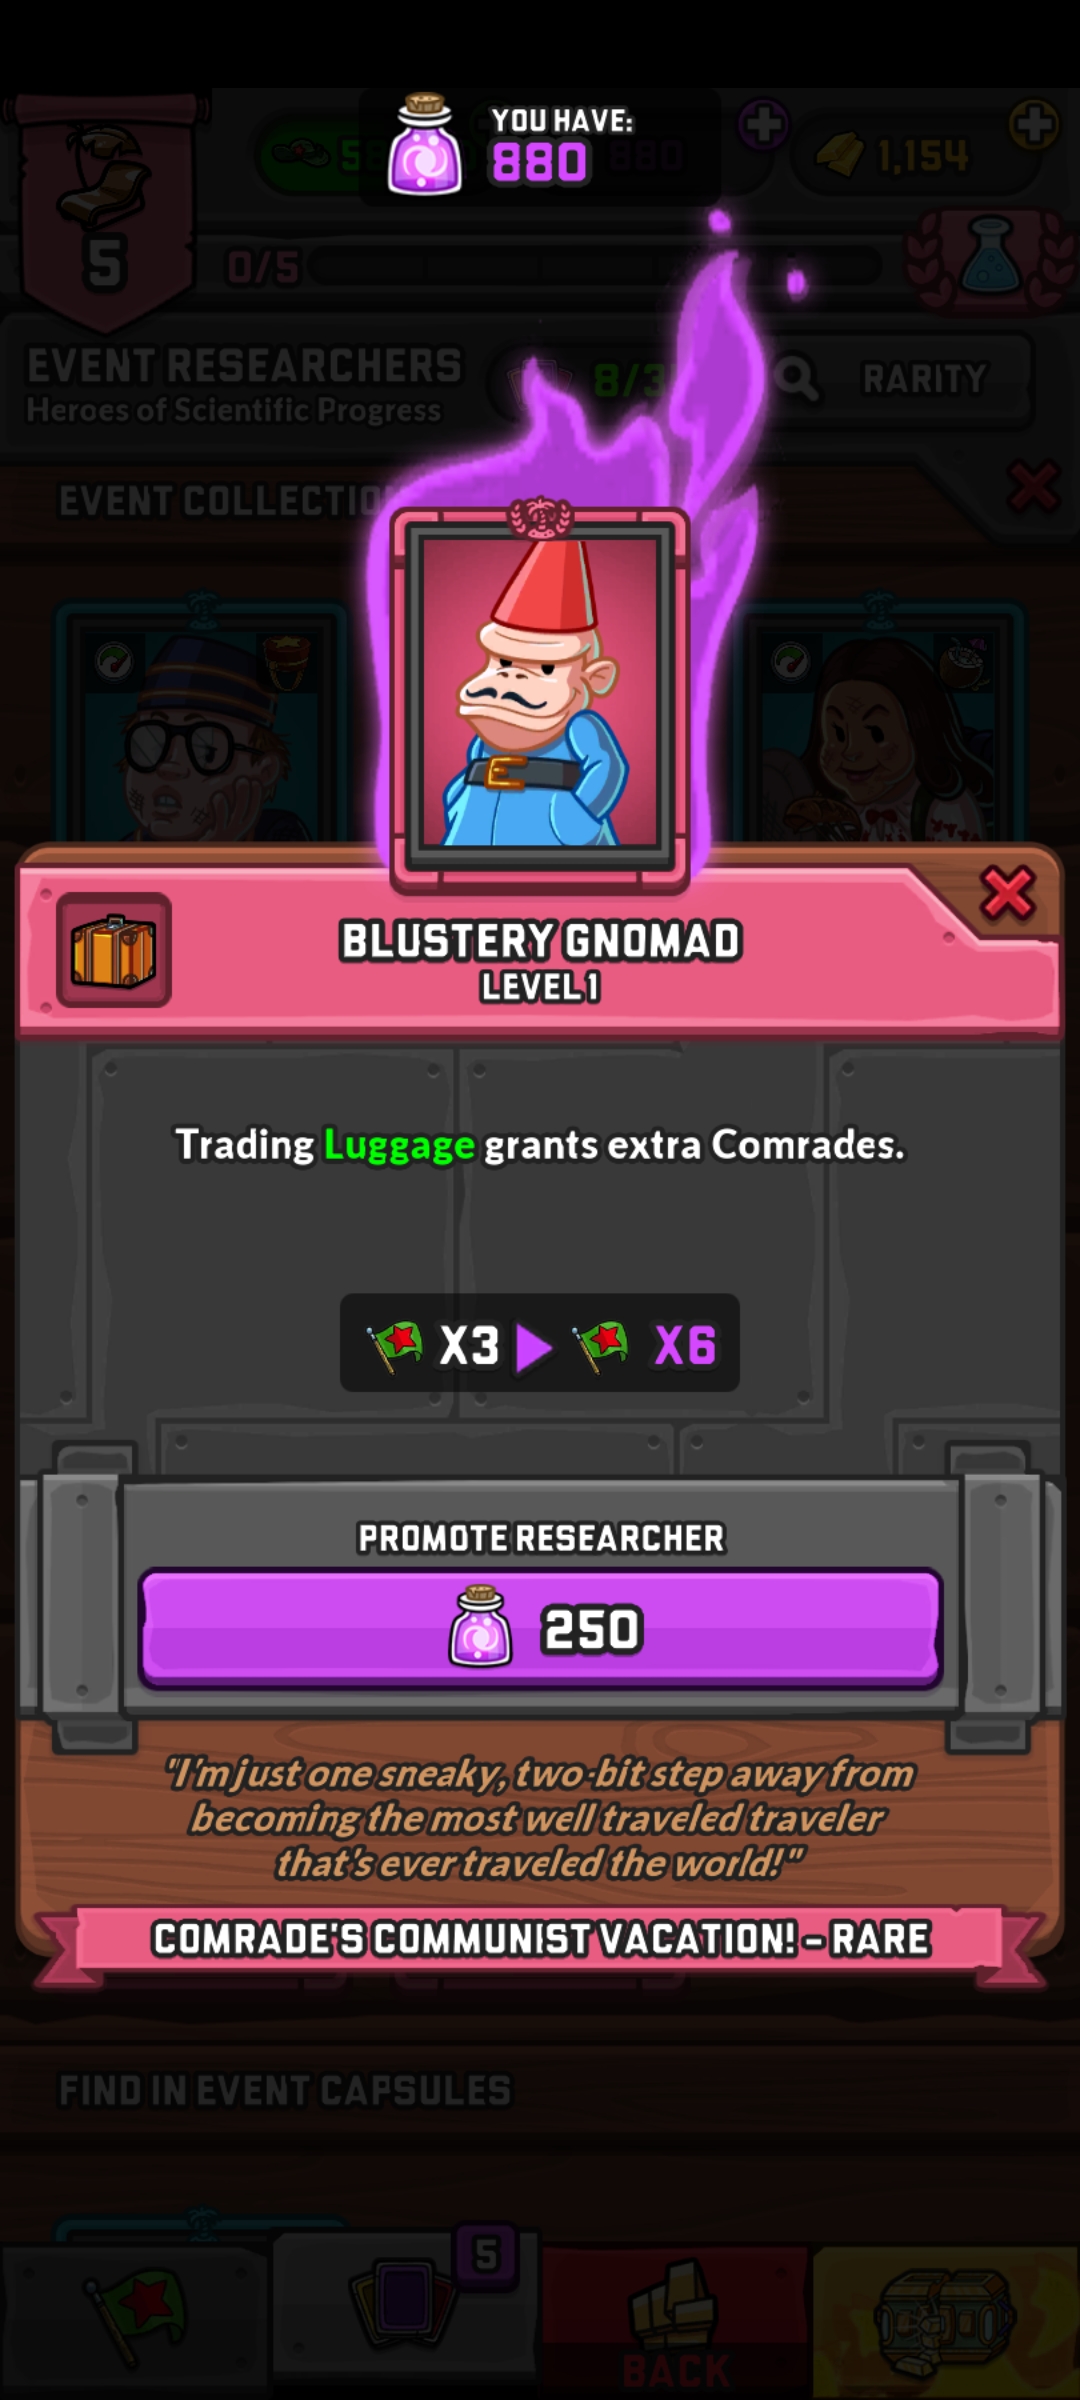 YOU HAVE:
880
1,154
5
0/5
EVENT RESEARCHERS
Heroes of Scientific Progress
RARITY
EVENT COLLECTIO
BLUSTERY GNOMAD
LEVEL 1
Trading Luggage grants extra Comrades.
X3 X6
PROMOTE RESEARCHER
250
"I'm just one sneaky, two-bit step away from
becoming the most well traveled traveler
that's ever traveled the world!"
COMRADE'S COMMUNIST VACATION! - RARE
FIND IN EVENT CAPSULES
5
BACK